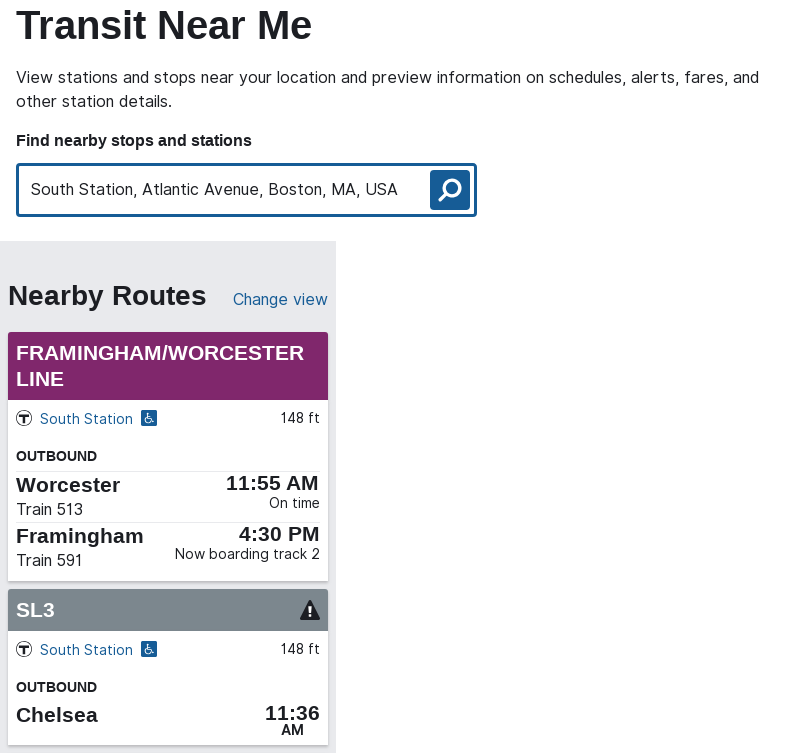 Transit Near Me
View stations and stops near your location and preview information on schedules, alerts, fares, and
other station details.
Find nearby stops and stations
South Station, Atlantic Avenue, Boston, MA, USA
Nearby Routes
Change view
FRAMINGHAM/WORCESTER
LINE
T South Station 148 ft
OUTBOUND
Worcester 11:55 AM
Train 513 On time
Framingham 4:30 PM
Train 591 Now boarding track 2
SL3
T South Station 148 ft
OUTBOUND
Chelsea 11:36
AM